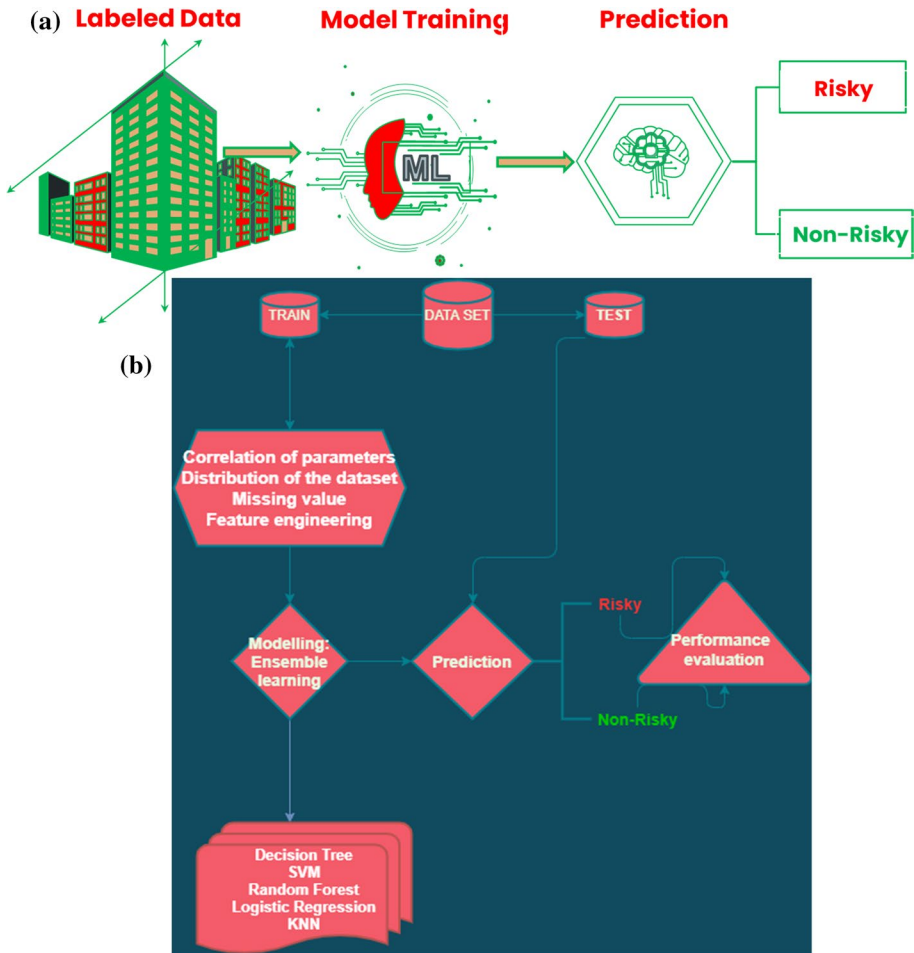 (a)
Labeled Data
Model Training
Prediction
ML
Risky
Non-Risky
(b)
TRAIN
DATA SET
TEST
Correlation of parameters
Distribution of the dataset
Missing value
Feature engineering
Modelling:
Ensemble
learning
Prediction
Risky
Non-Risky
Performance
evaluation
Decision Tree
SVM
Random Forest
Logistic Regression
KNN